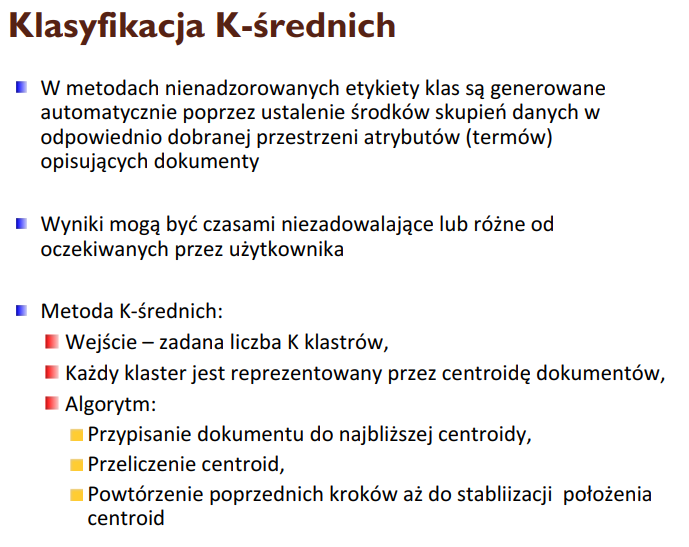 Klasyfikacja K-średnich
W metodach nienadzorowanych etykiety klas są generowane
automatycznie poprzez ustalenie środków skupień danych w
odpowiednio dobranej przestrzeni atrybutów (termów)
opisujących dokumenty
Wyniki mogą być czasami niezadowalające lub różne od
oczekiwanych przez użytkownika
Metoda K-średnich:
Wejście – zadana liczba K klastrów,
Każdy klaster jest reprezentowany przez centroidę dokumentów,
Algorytm:
Przypisanie dokumentu do najbliższej centroidy,
Przeliczenie centroid,
Powtórzenie poprzednich kroków aż do stabliizacji położenia
centroid